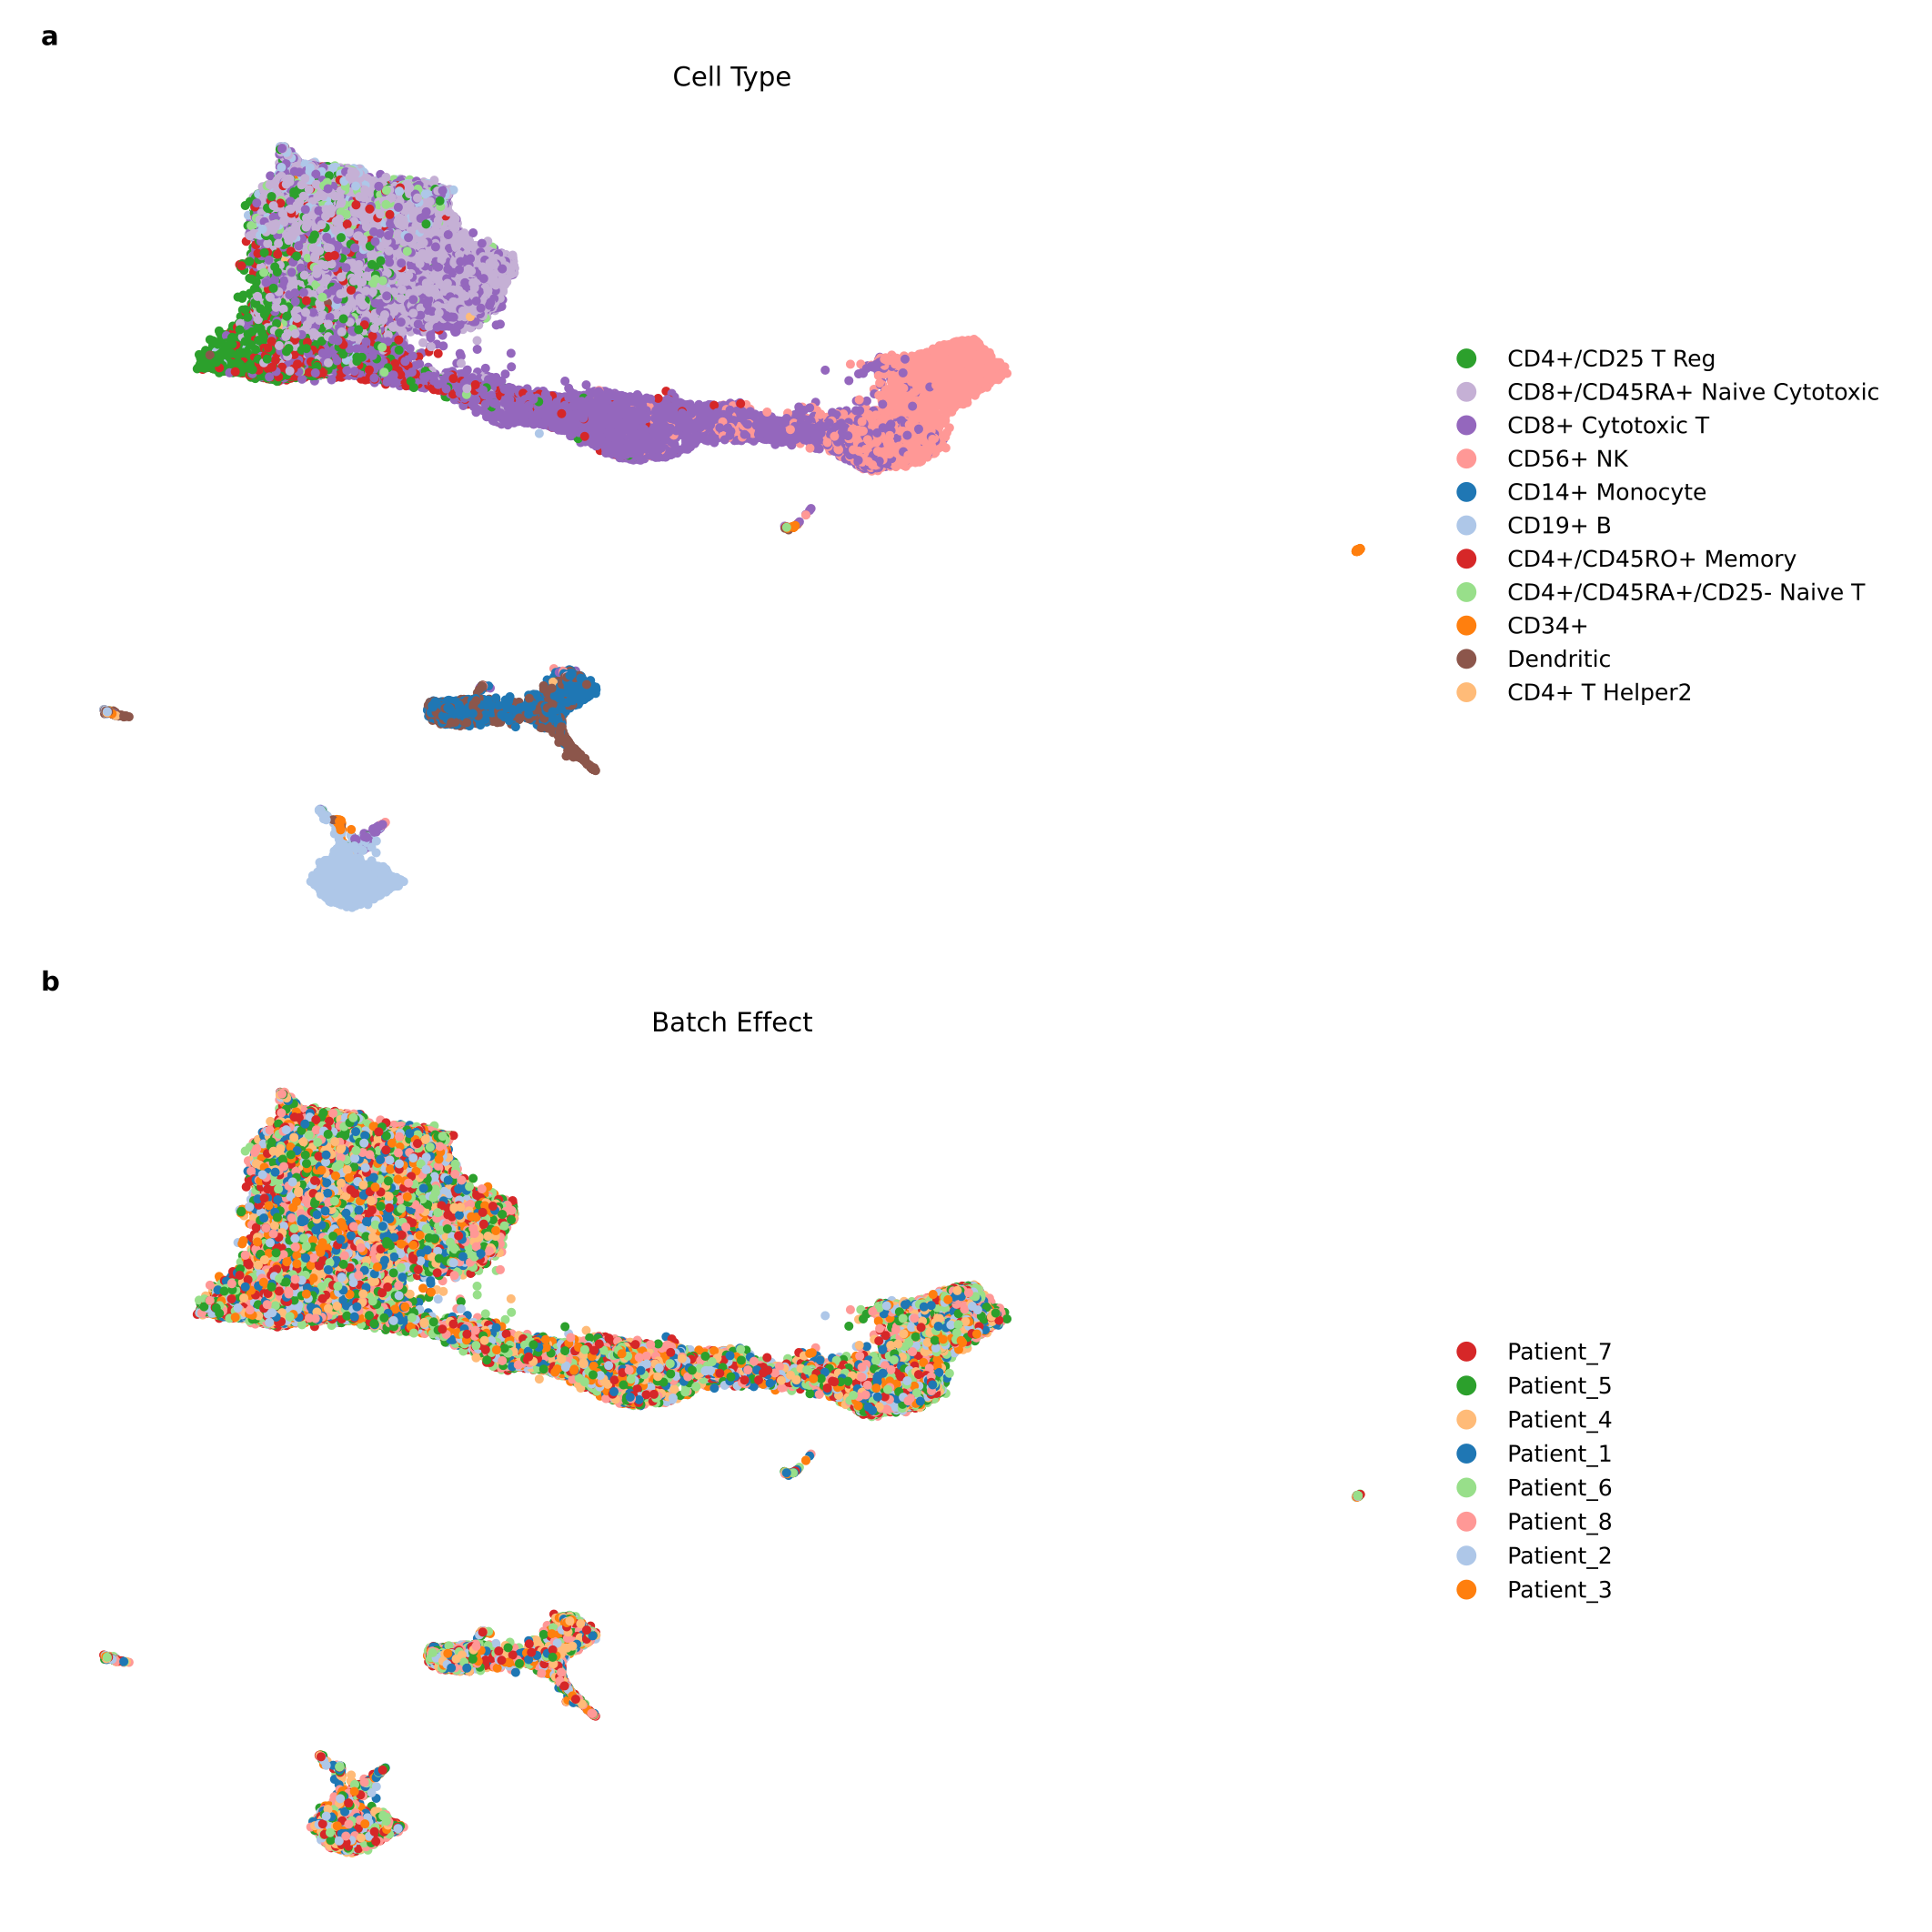 a
Cell Type
CD4+/CD25 T Reg
CD8+/CD45RA+ Naive Cytotoxic
CD8+ Cytotoxic T
CD56+ NK
CD14+ Monocyte
CD19+ B
CD4+/CD45RO+ Memory
CD4+/CD45RA+/CD25- Naive T
CD34+
Dendritic
CD4+ T Helper2
b
Batch Effect
Patient_7
Patient_5
Patient_4
Patient_1
Patient_6
Patient_8
Patient_2
Patient_3